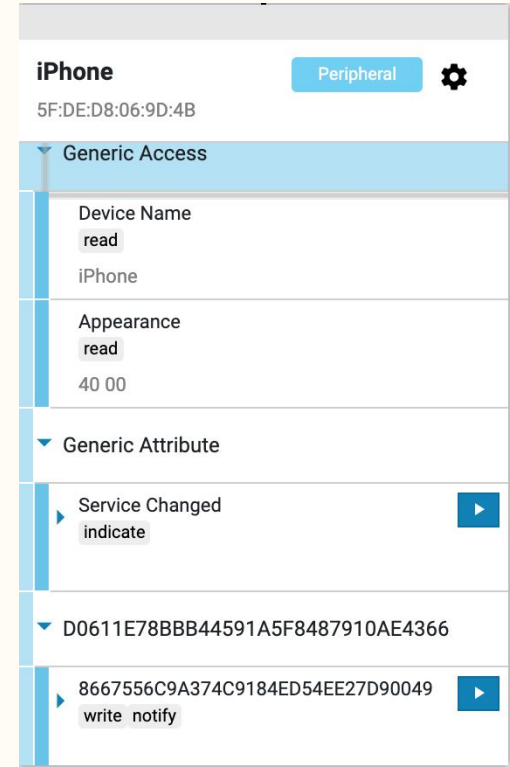 iPhone
Peripheral
5F:DE:D8:06:9D:4B
Generic Access
Device Name
read
iPhone
Appearance
read
40 00
Generic Attribute
Service Changed
indicate
D0611E78BBB44591A5F8487910AE4366
8667556C9A374C9184ED54EE27D90049
write notify